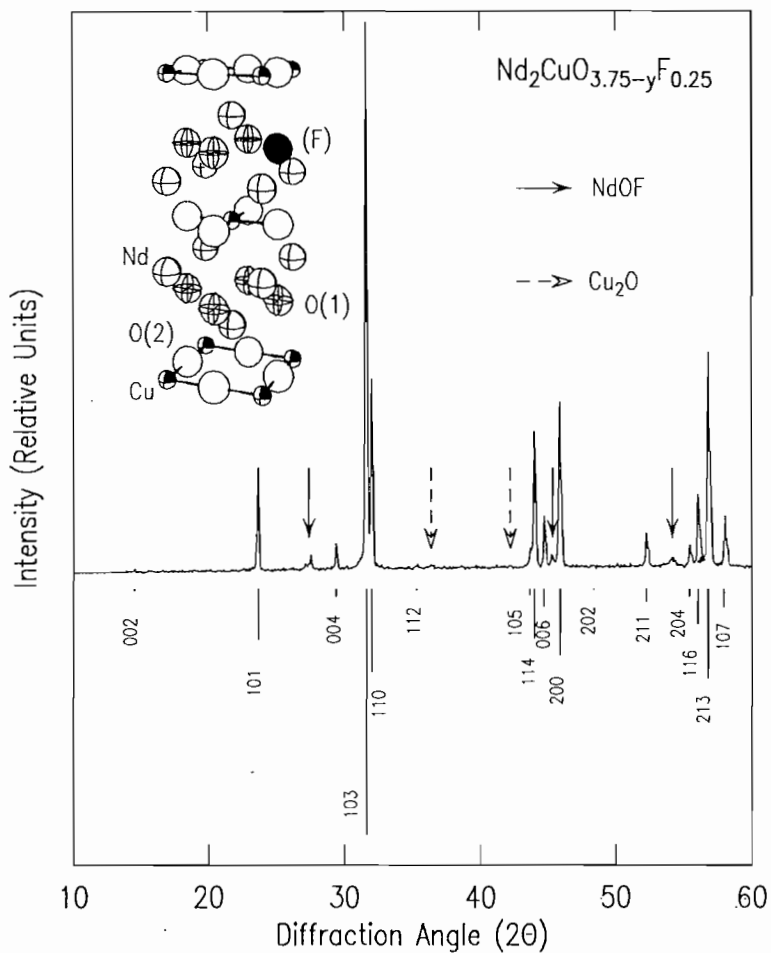 Nd₂CuO₃.₇₅₋yF₀.₂₅
(F)
NdOF
Nd
Cu₂O
O(1)
O(2)
Cu
Intensity (Relative Units)
002
101
004
103
110
112
105
114
006
200
202
211
204
116
213
107
10 20 30 40 50 60
Diffraction Angle (2Θ)